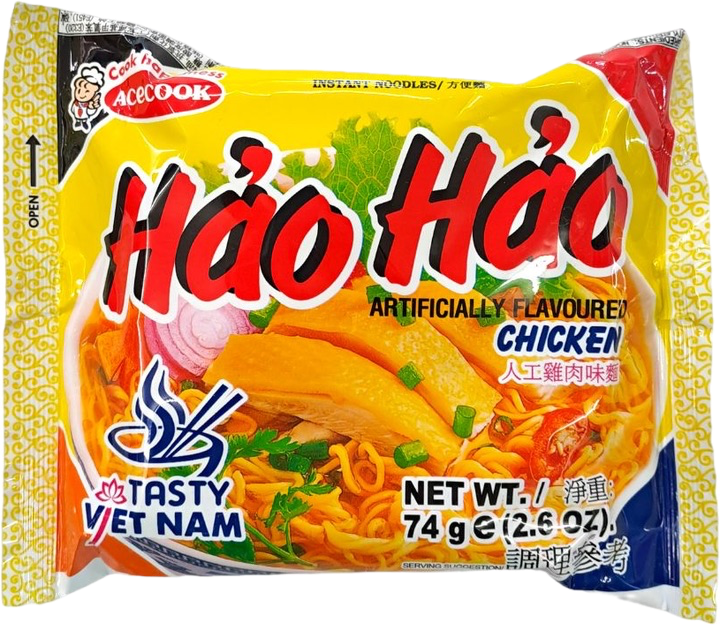 Cook happiness
ACECOOK
INSTANT NOODLES/方便麵
OPEN
Hảo Hảo
ARTIFICIALLY FLAVOURED
CHICKEN
人工雞肉味麵
TASTY
VIET NAM
NET WT. / 淨重:
74 g e (2.6 OZ).
SERVING SUGGESTION/調理參考